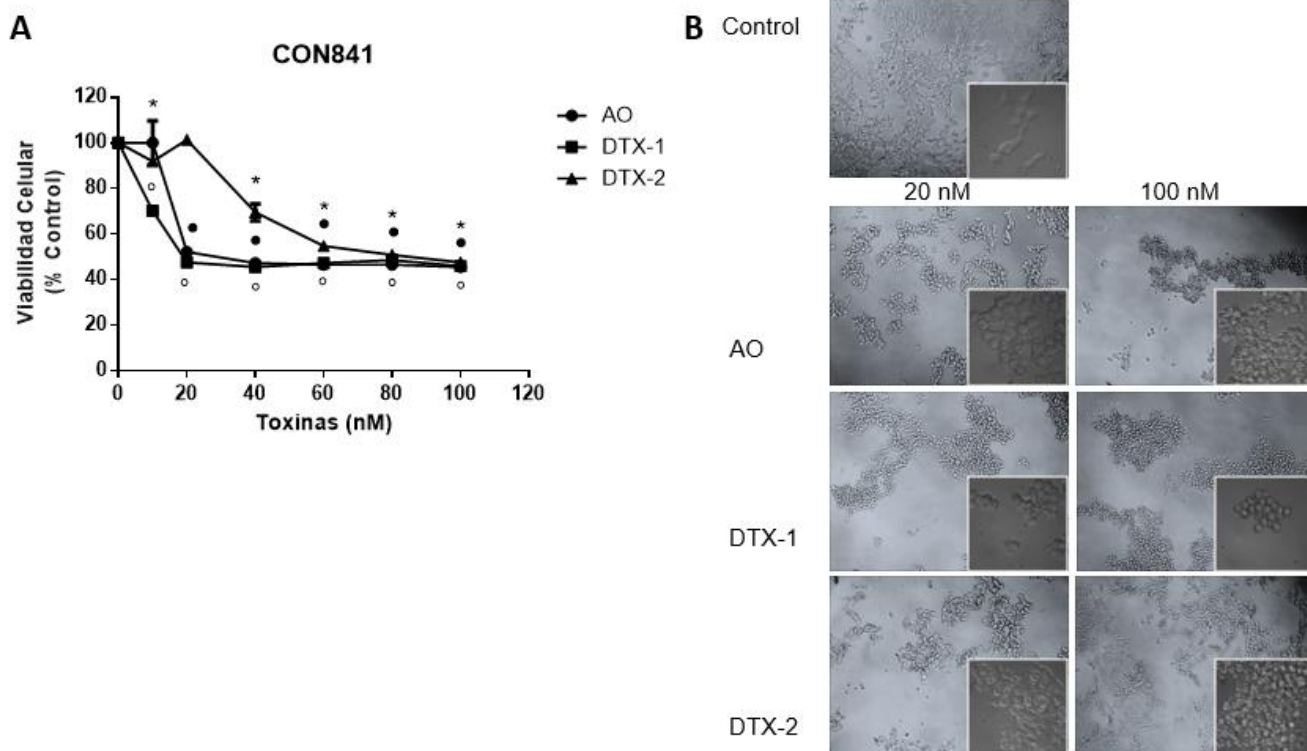 A
CON841
Viabilidad Celular
(% Control)
120
100
80
60
40
20
0
0 20 40 60 80 100 120
Toxinas (nM)
AO
DTX-1
DTX-2
B
Control
20 nM 100 nM
AO
DTX-1
DTX-2